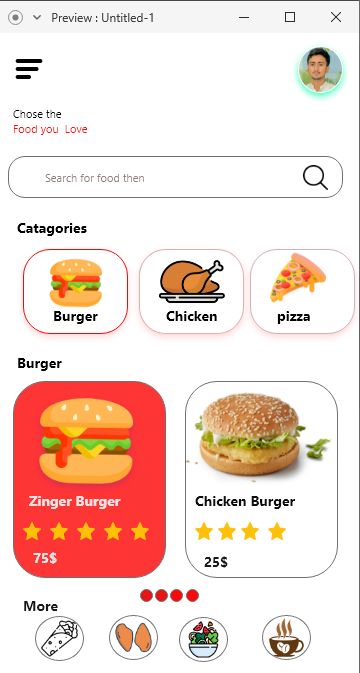 Preview : Untitled-1
Chose the
Food you Love
Search for food then
Catagories
Burger
Chicken
pizza
Burger
Zinger Burger
Chicken Burger
75$
25$
More